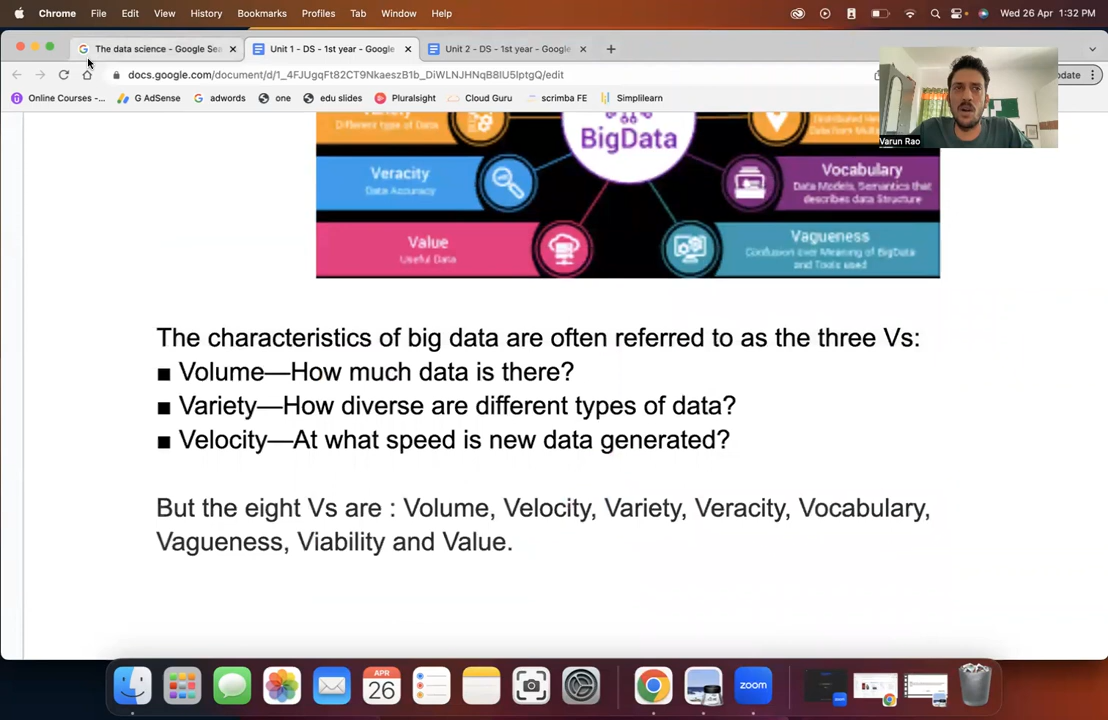 Chrome File Edit View History Bookmarks Profiles Tab Window Help Wed 26 Apr 1:32 PM
The data science - Google Sea Unit 1 - DS - 1st year - Google Unit 2 - DS - 1st year - Google
docs.google.com/document/d/1_4FJUgqFt82CT9NkaeszB1b_DiWLNJHNqB8IU5lptgQ/edit
Online Courses -... G AdSense adwords one edu slides Pluralsight Cloud Guru scrimba FE Simplilearn
Varun Rao
Different type of Data
BigData
Veracity
Data Accuracy
Vocabulary
Data Models, Semantics that
describes data Structure
Value
Useful Data
Vagueness
Confusion over Meaning of BigData
and Tools used
The characteristics of big data are often referred to as the three Vs:
■ Volume—How much data is there?
■ Variety—How diverse are different types of data?
■ Velocity—At what speed is new data generated?
But the eight Vs are : Volume, Velocity, Variety, Veracity, Vocabulary,
Vagueness, Viability and Value.
APR
26
zoom